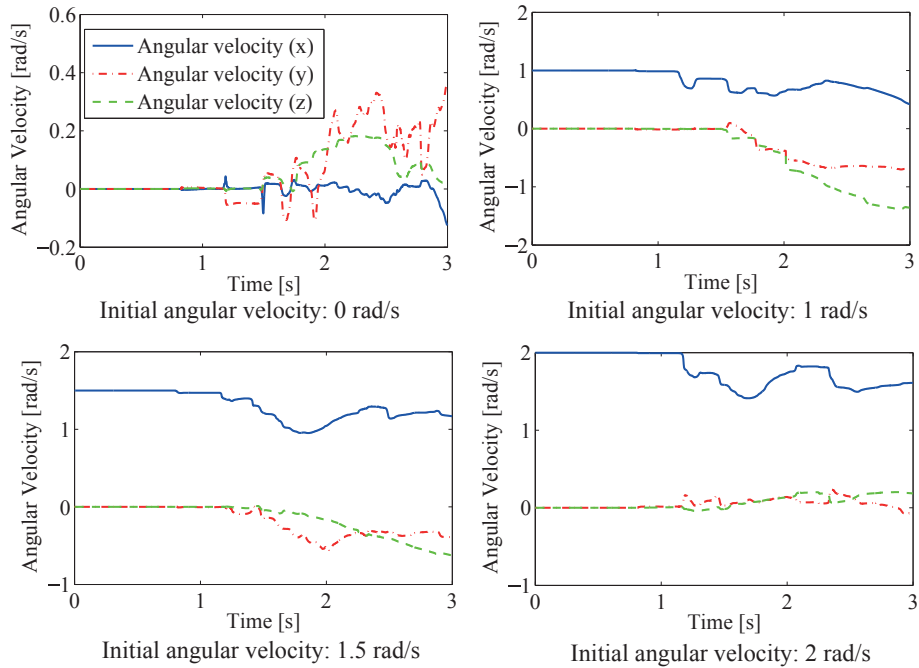 Angular Velocity [rad/s]
0.6
0.4
0.2
0
−0.2
Angular velocity (x)
Angular velocity (y)
Angular velocity (z)
0 1 2 3
Time [s]
Initial angular velocity: 0 rad/s
Angular Velocity [rad/s]
2
1
0
−1
−2
0 1 2 3
Time [s]
Initial angular velocity: 1 rad/s
Angular Velocity [rad/s]
2
1
0
−1
0 1 2 3
Time [s]
Initial angular velocity: 1.5 rad/s
Angular Velocity [rad/s]
2
1
0
−1
0 1 2 3
Time [s]
Initial angular velocity: 2 rad/s